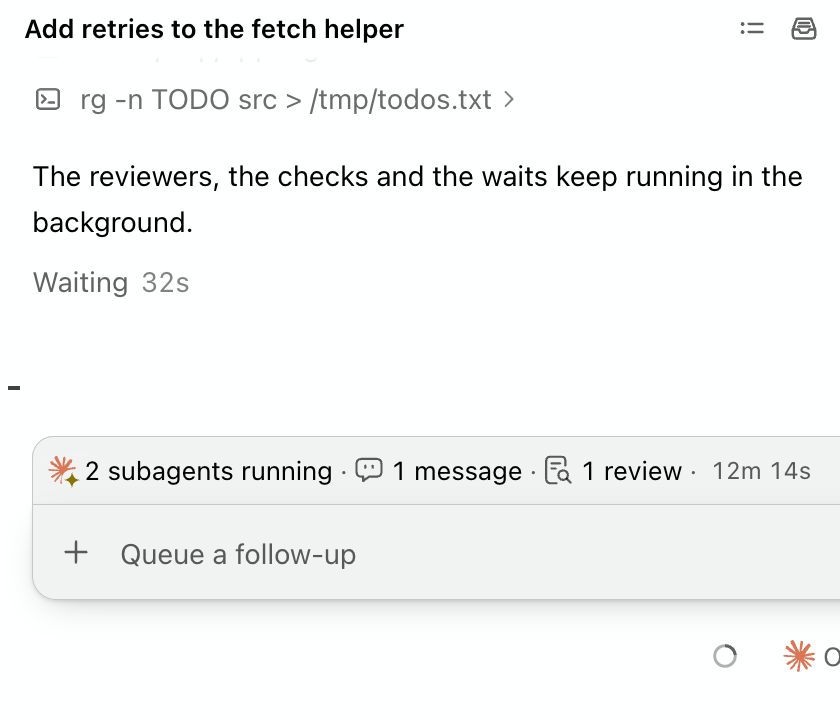 Add retries to the fetch helper
rg -n TODO src > /tmp/todos.txt
The reviewers, the checks and the waits keep running in the
background.
Waiting 32s
2 subagents running · 1 message · 1 review · 12m 14s
Queue a follow-up